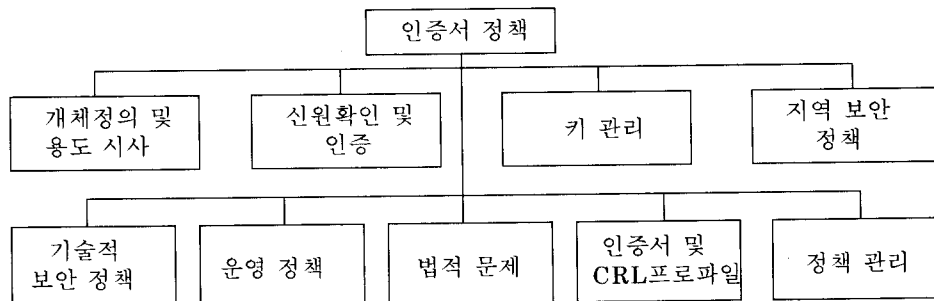 인증서 정책
개체정의 및
용도 시사
신원확인 및
인증
키 관리
지역 보안
정책
기술적
보안 정책
운영 정책
법적 문제
인증서 및
CRL프로파일
정책 관리